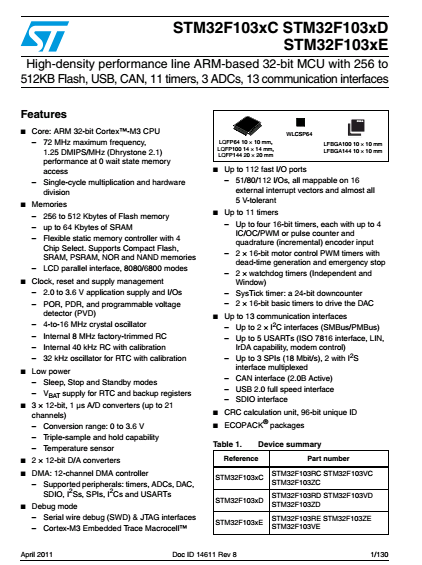 STM32F103xC STM32F103xD
STM32F103xE
High-density performance line ARM-based 32-bit MCU with 256 to
512KB Flash, USB, CAN, 11 timers, 3 ADCs, 13 communication interfaces
Features
■ Core: ARM 32-bit Cortex™-M3 CPU
– 72 MHz maximum frequency,
1.25 DMIPS/MHz (Dhrystone 2.1)
performance at 0 wait state memory
access
– Single-cycle multiplication and hardware
division
■ Memories
– 256 to 512 Kbytes of Flash memory
– up to 64 Kbytes of SRAM
– Flexible static memory controller with 4
Chip Select. Supports Compact Flash,
SRAM, PSRAM, NOR and NAND memories
– LCD parallel interface, 8080/6800 modes
■ Clock, reset and supply management
– 2.0 to 3.6 V application supply and I/Os
– POR, PDR, and programmable voltage
detector (PVD)
– 4-to-16 MHz crystal oscillator
– Internal 8 MHz factory-trimmed RC
– Internal 40 kHz RC with calibration
– 32 kHz oscillator for RTC with calibration
■ Low power
– Sleep, Stop and Standby modes
– VBAT supply for RTC and backup registers
■ 3 × 12-bit, 1 µs A/D converters (up to 21
channels)
– Conversion range: 0 to 3.6 V
– Triple-sample and hold capability
– Temperature sensor
■ 2 × 12-bit D/A converters
■ DMA: 12-channel DMA controller
– Supported peripherals: timers, ADCs, DAC,
SDIO, I²Ss, SPIs, I²Cs and USARTs
■ Debug mode
– Serial wire debug (SWD) & JTAG interfaces
– Cortex-M3 Embedded Trace Macrocell™
LQFP64 10 × 10 mm,
LQFP100 14 × 14 mm,
LQFP144 20 × 20 mm
WLCSP64
LFBGA100 10 × 10 mm
LFBGA144 10 × 10 mm
■ Up to 112 fast I/O ports
– 51/80/112 I/Os, all mappable on 16
external interrupt vectors and almost all
5 V-tolerant
■ Up to 11 timers
– Up to four 16-bit timers, each with up to 4
IC/OC/PWM or pulse counter and
quadrature (incremental) encoder input
– 2 × 16-bit motor control PWM timers with
dead-time generation and emergency stop
– 2 × watchdog timers (Independent and
Window)
– SysTick timer: a 24-bit downcounter
– 2 × 16-bit basic timers to drive the DAC
■ Up to 13 communication interfaces
– Up to 2 × I²C interfaces (SMBus/PMBus)
– Up to 5 USARTs (ISO 7816 interface, LIN,
IrDA capability, modem control)
– Up to 3 SPIs (18 Mbit/s), 2 with I²S
interface multiplexed
– CAN interface (2.0B Active)
– USB 2.0 full speed interface
– SDIO interface
■ CRC calculation unit, 96-bit unique ID
■ ECOPACK® packages
Table 1. Device summary
Reference Part number
STM32F103xC STM32F103RC STM32F103VC
STM32F103ZC
STM32F103xD STM32F103RD STM32F103VD
STM32F103ZD
STM32F103xE STM32F103RE STM32F103ZE
STM32F103VE
April 2011 Doc ID 14611 Rev 8 1/130